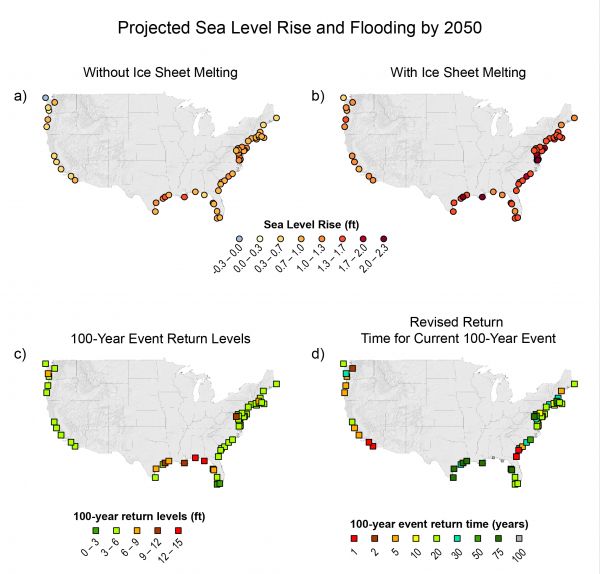 Projected Sea Level Rise and Flooding by 2050
Without Ice Sheet Melting
With Ice Sheet Melting
a)
b)
Sea Level Rise (ft)
-0.3 – 0.0
0.0 – 0.3
0.3 – 0.7
0.7 – 1.0
1.0 – 1.3
1.3 – 1.7
1.7 – 2.0
2.0 – 2.3
100-Year Event Return Levels
Revised Return
Time for Current 100-Year Event
c)
d)
100-year return levels (ft)
0 – 3
3 – 6
6 – 9
9 – 12
12 – 15
100-year event return time (years)
1
2
5
10
20
30
50
75
100